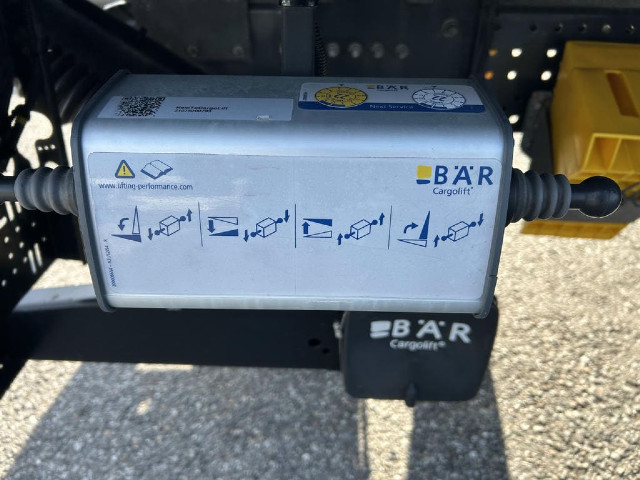 BÄR
Next Service
www.lifting-performance.com
BÄR
Cargolift®
BÄR
Cargolift®